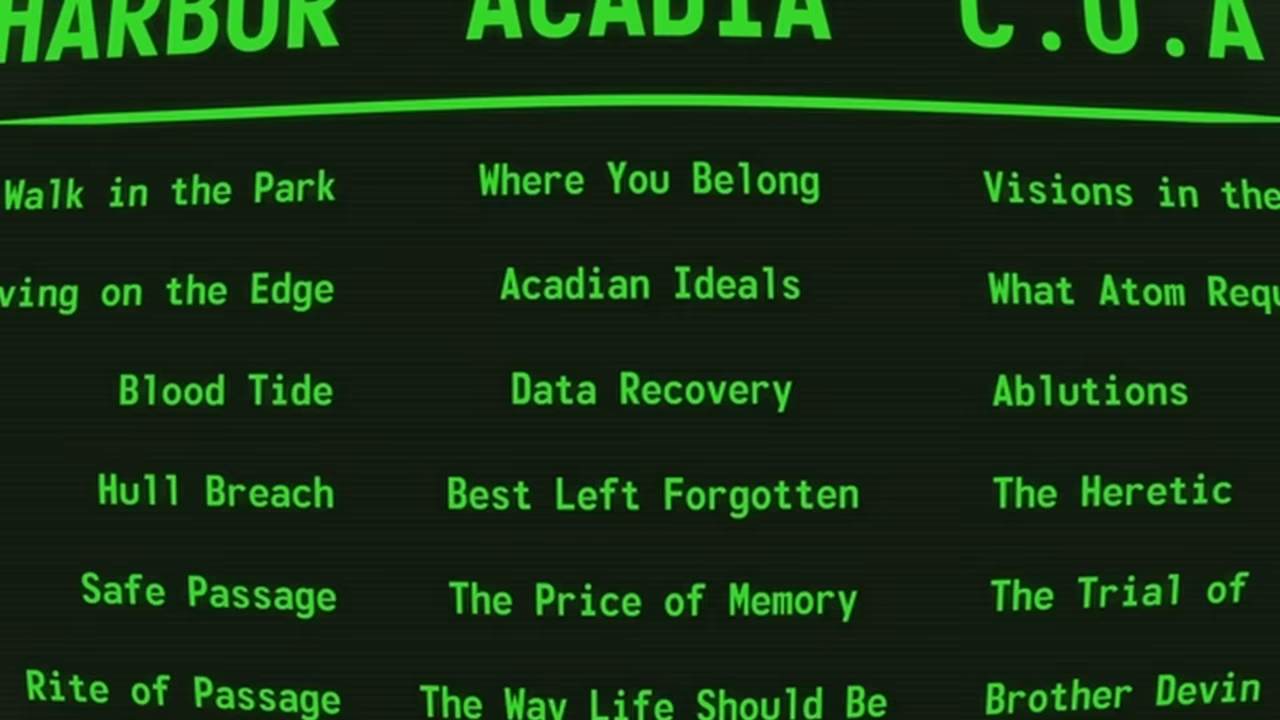 HARBOR ACADIA C.O.A
Walk in the Park Where You Belong Visions in the
ving on the Edge Acadian Ideals What Atom Requ
Blood Tide Data Recovery Ablutions
Hull Breach Best Left Forgotten The Heretic
Safe Passage The Price of Memory The Trial of
Rite of Passage The Way Life Should Be Brother Devin